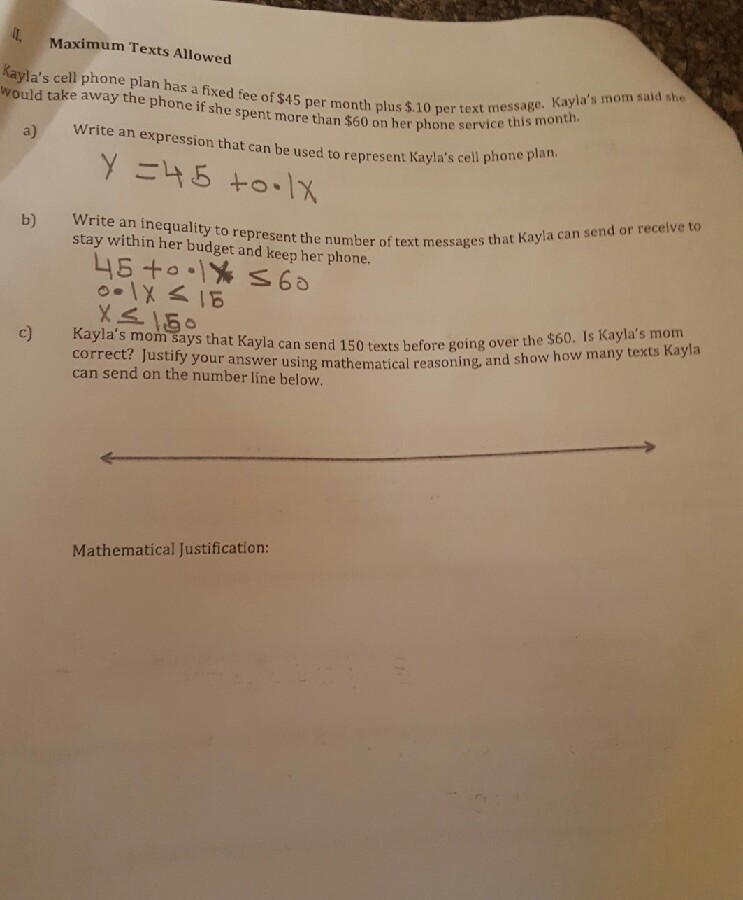 II. Maximum Texts Allowed
Kayla's cell phone plan has a fixed fee of $45 per month plus $.10 per text message. Kayla's mom said she
would take away the phone if she spent more than $60 on her phone service this month.
a) Write an expression that can be used to represent Kayla's cell phone plan.
Y = 45 + 0.1X
b) Write an inequality to represent the number of text messages that Kayla can send or receive to
stay within her budget and keep her phone.
45 + 0.1X ≤ 60
0.1X ≤ 15
X ≤ 150
c) Kayla's mom says that Kayla can send 150 texts before going over the $60. Is Kayla's mom
correct? Justify your answer using mathematical reasoning, and show how many texts Kayla
can send on the number line below.
Mathematical Justification: